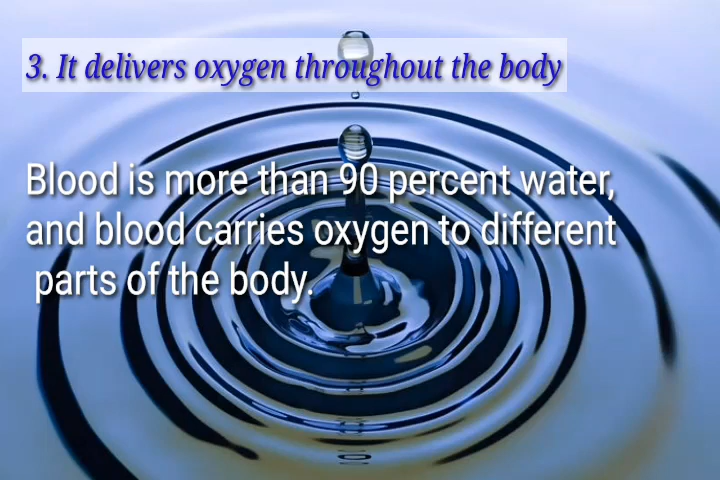 3. It delivers oxygen throughout the body
Blood is more than 90 percent water,
and blood carries oxygen to different
parts of the body.